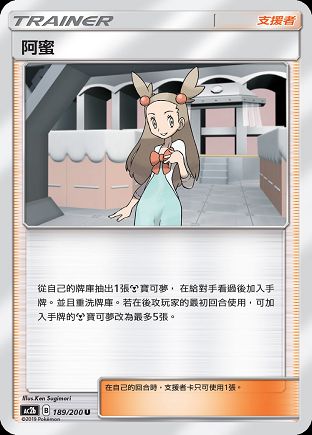 TRAINER 支援者
阿蜜
從自己的牌庫抽出1張寶可夢，在給對手看過後加入手
牌。並且重洗牌庫。若在後攻玩家的最初回合使用，可加
入手牌的寶可夢改為最多5張。
Illus.Ken Sugimori
在自己的回合時，支援者卡只可使用1張。
AC2b B 189/200 U
©2019 Pokémon